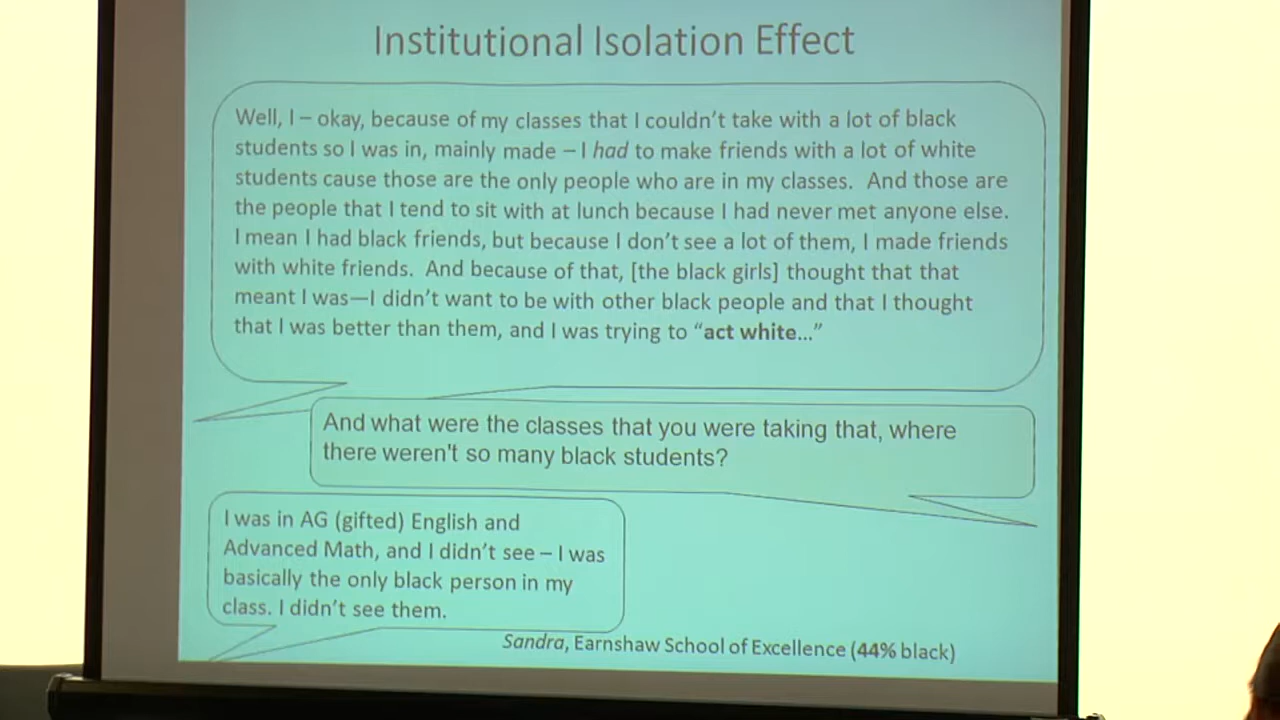 Institutional Isolation Effect
Well, I – okay, because of my classes that I couldn't take with a lot of black
students so I was in, mainly made – I had to make friends with a lot of white
students cause those are the only people who are in my classes. And those are
the people that I tend to sit with at lunch because I had never met anyone else.
I mean I had black friends, but because I don't see a lot of them, I made friends
with white friends. And because of that, [the black girls] thought that that
meant I was—I didn't want to be with other black people and that I thought
that I was better than them, and I was trying to "act white…"
And what were the classes that you were taking that, where
there weren't so many black students?
I was in AG (gifted) English and
Advanced Math, and I didn't see – I was
basically the only black person in my
class. I didn't see them.
Sandra, Earnshaw School of Excellence (44% black)